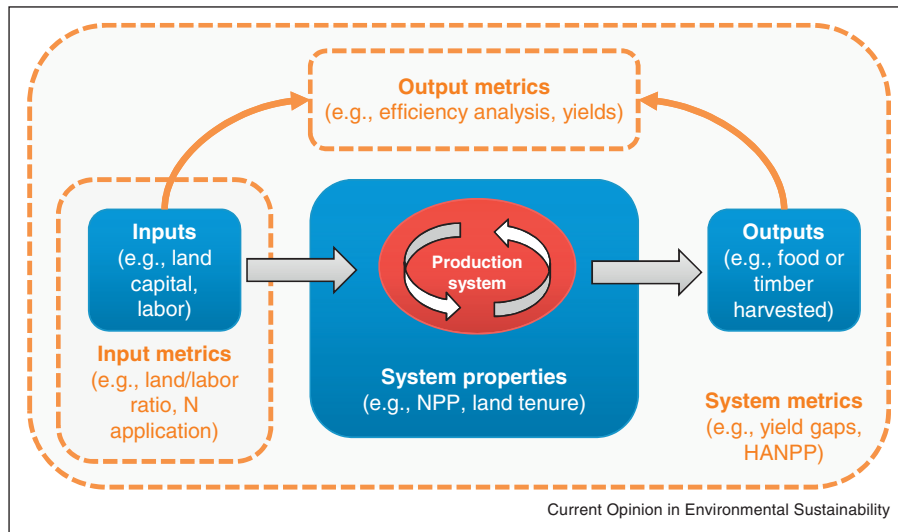 Output metrics
(e.g., efficiency analysis, yields)
Inputs
(e.g., land
capital,
labor)
Input metrics
(e.g., land/labor
ratio, N
application)
Production
system
System properties
(e.g., NPP, land tenure)
Outputs
(e.g., food or
timber
harvested)
System metrics
(e.g., yield gaps,
HANPP)
Current Opinion in Environmental Sustainability